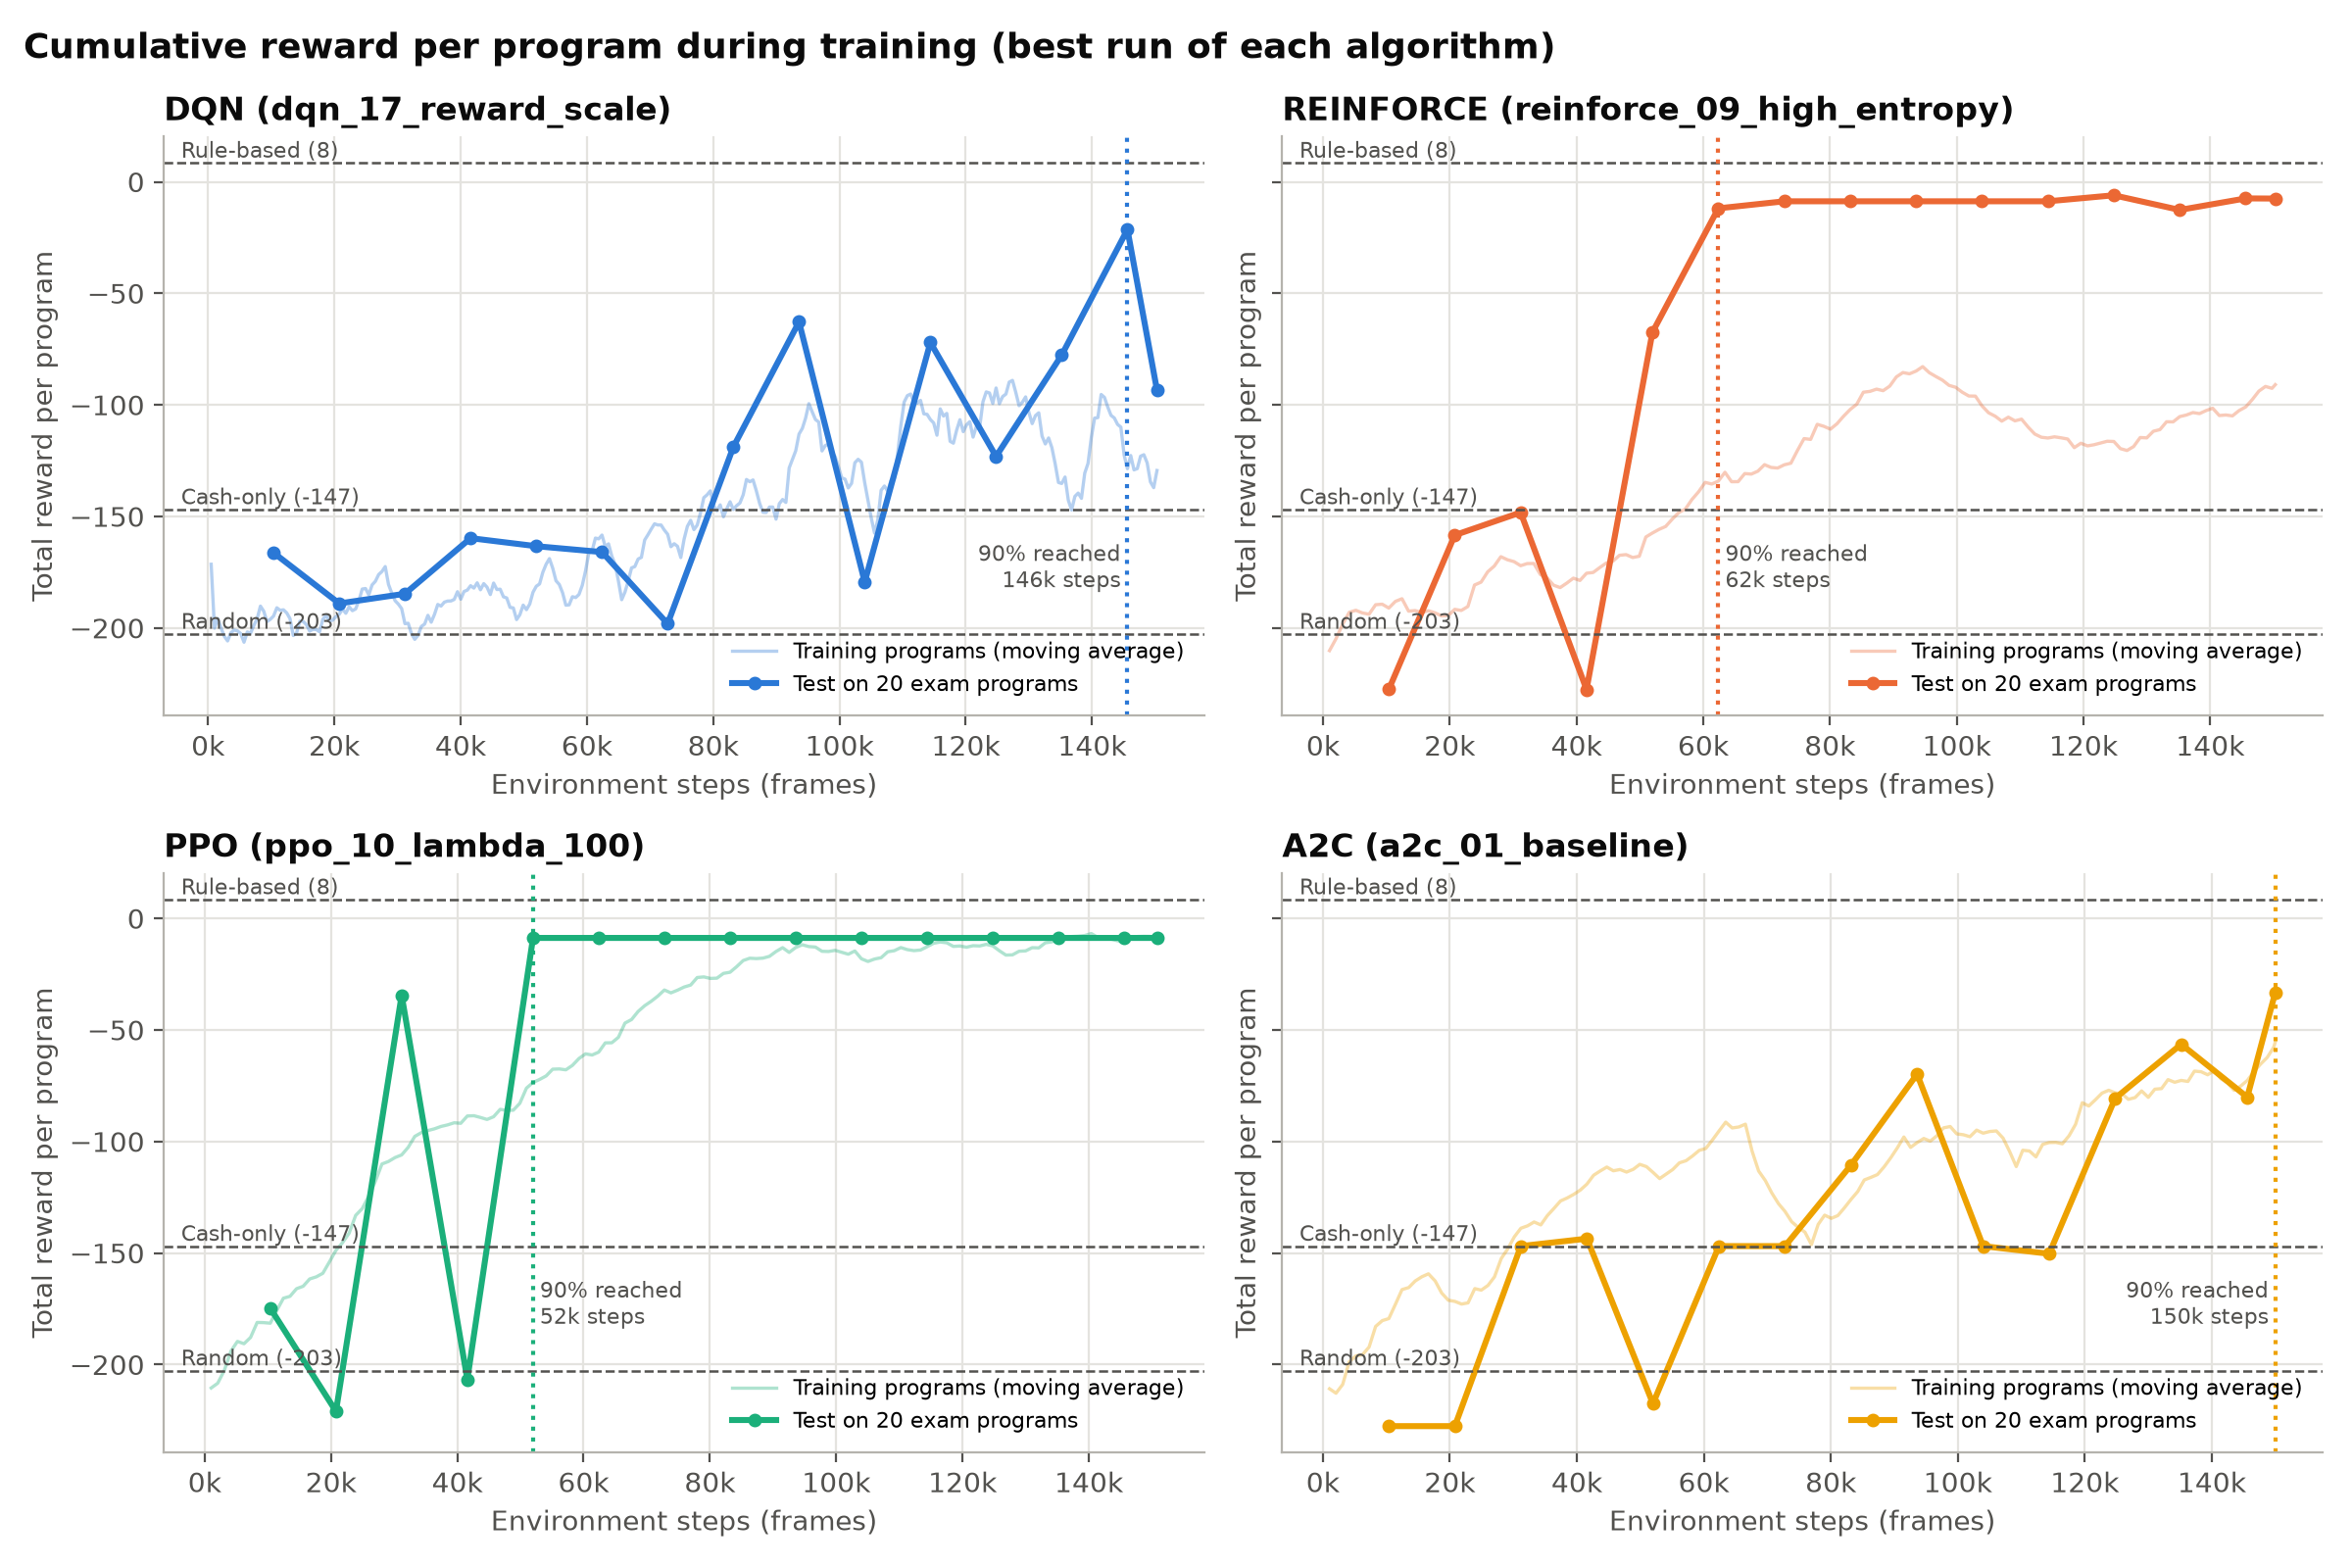 Cumulative reward per program during training (best run of each algorithm)
DQN (dqn_17_reward_scale)
Total reward per program
0
−50
−100
−150
−200
Rule-based (8)
Cash-only (-147)
Random (-203)
90% reached
146k steps
Training programs (moving average)
Test on 20 exam programs
0k 20k 40k 60k 80k 100k 120k 140k
Environment steps (frames)
REINFORCE (reinforce_09_high_entropy)
Total reward per program
Rule-based (8)
Cash-only (-147)
Random (-203)
90% reached
62k steps
Training programs (moving average)
Test on 20 exam programs
0k 20k 40k 60k 80k 100k 120k 140k
Environment steps (frames)
PPO (ppo_10_lambda_100)
Total reward per program
0
−50
−100
−150
−200
Rule-based (8)
Cash-only (-147)
Random (-203)
90% reached
52k steps
Training programs (moving average)
Test on 20 exam programs
0k 20k 40k 60k 80k 100k 120k 140k
Environment steps (frames)
A2C (a2c_01_baseline)
Total reward per program
Rule-based (8)
Cash-only (-147)
Random (-203)
90% reached
150k steps
Training programs (moving average)
Test on 20 exam programs
0k 20k 40k 60k 80k 100k 120k 140k
Environment steps (frames)